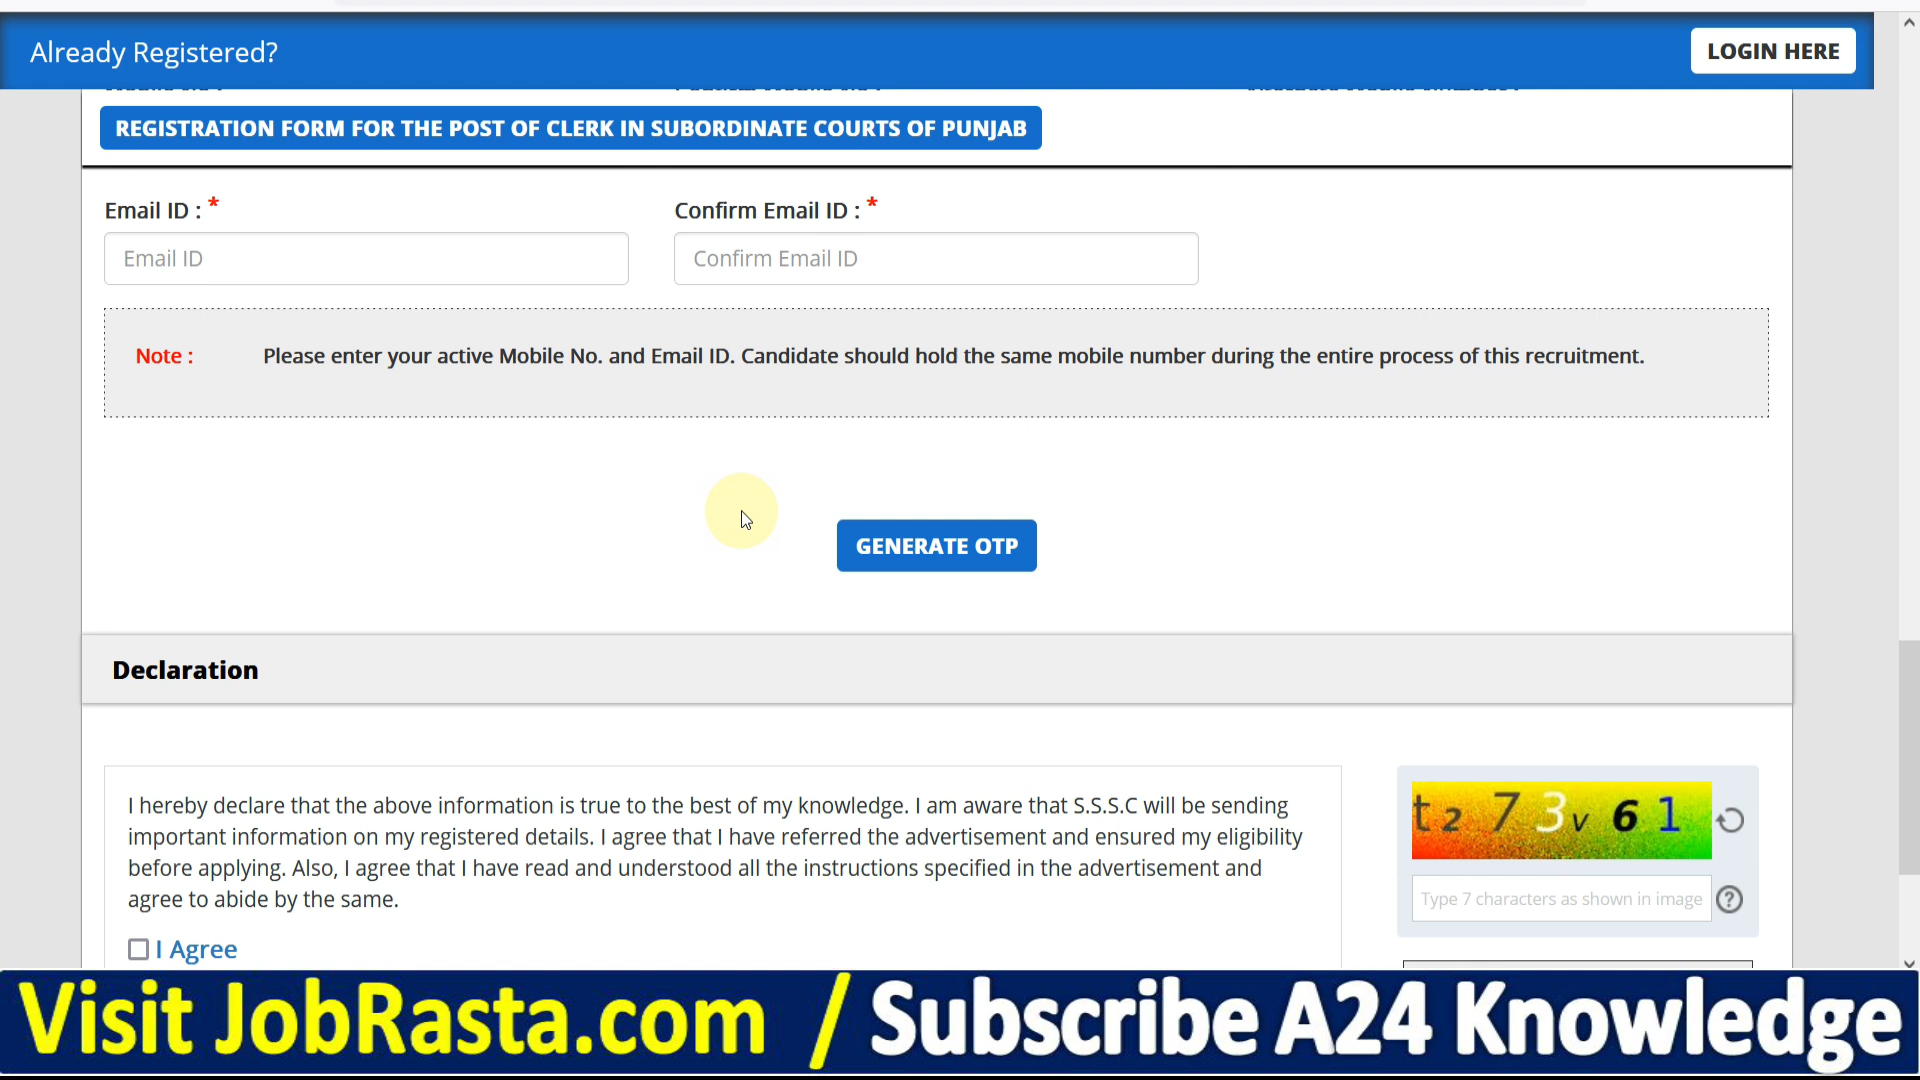 Already Registered?
LOGIN HERE
REGISTRATION FORM FOR THE POST OF CLERK IN SUBORDINATE COURTS OF PUNJAB
Email ID : *
Confirm Email ID : *
Email ID
Confirm Email ID
Note : Please enter your active Mobile No. and Email ID. Candidate should hold the same mobile number during the entire process of this recruitment.
GENERATE OTP
Declaration
I hereby declare that the above information is true to the best of my knowledge. I am aware that S.S.S.C will be sending
important information on my registered details. I agree that I have referred the advertisement and ensured my eligibility
before applying. Also, I agree that I have read and understood all the instructions specified in the advertisement and
agree to abide by the same.
I Agree
t2 7 3v 6 1
Type 7 characters as shown in image
Visit JobRasta.com / Subscribe A24 Knowledge